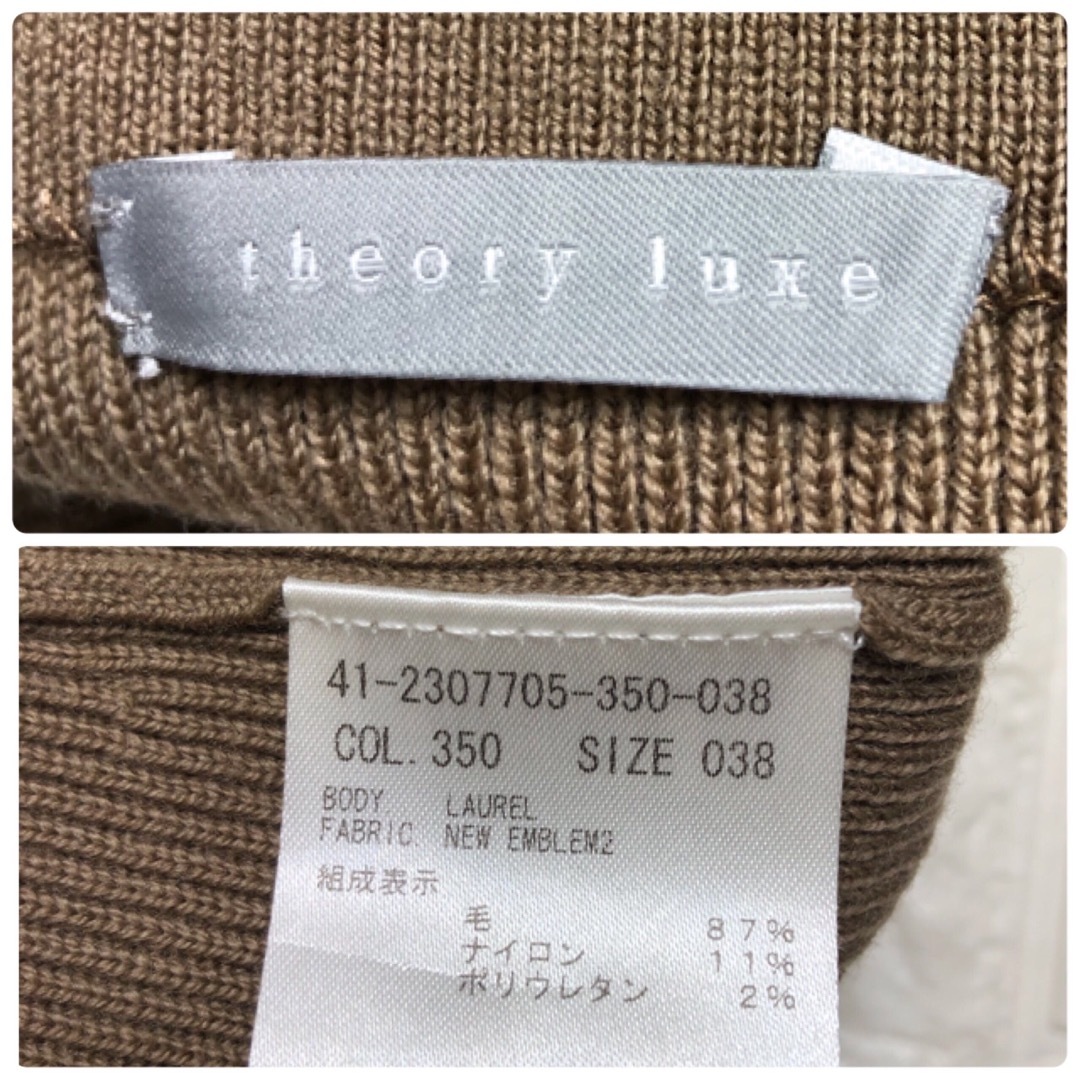 theory luxe
41-2307705-350-038
COL. 350 SIZE 038
BODY LAUREL
FABRIC NEW EMBLEM2
組成表示
毛 87%
ナイロン 11%
ポリウレタン 2%